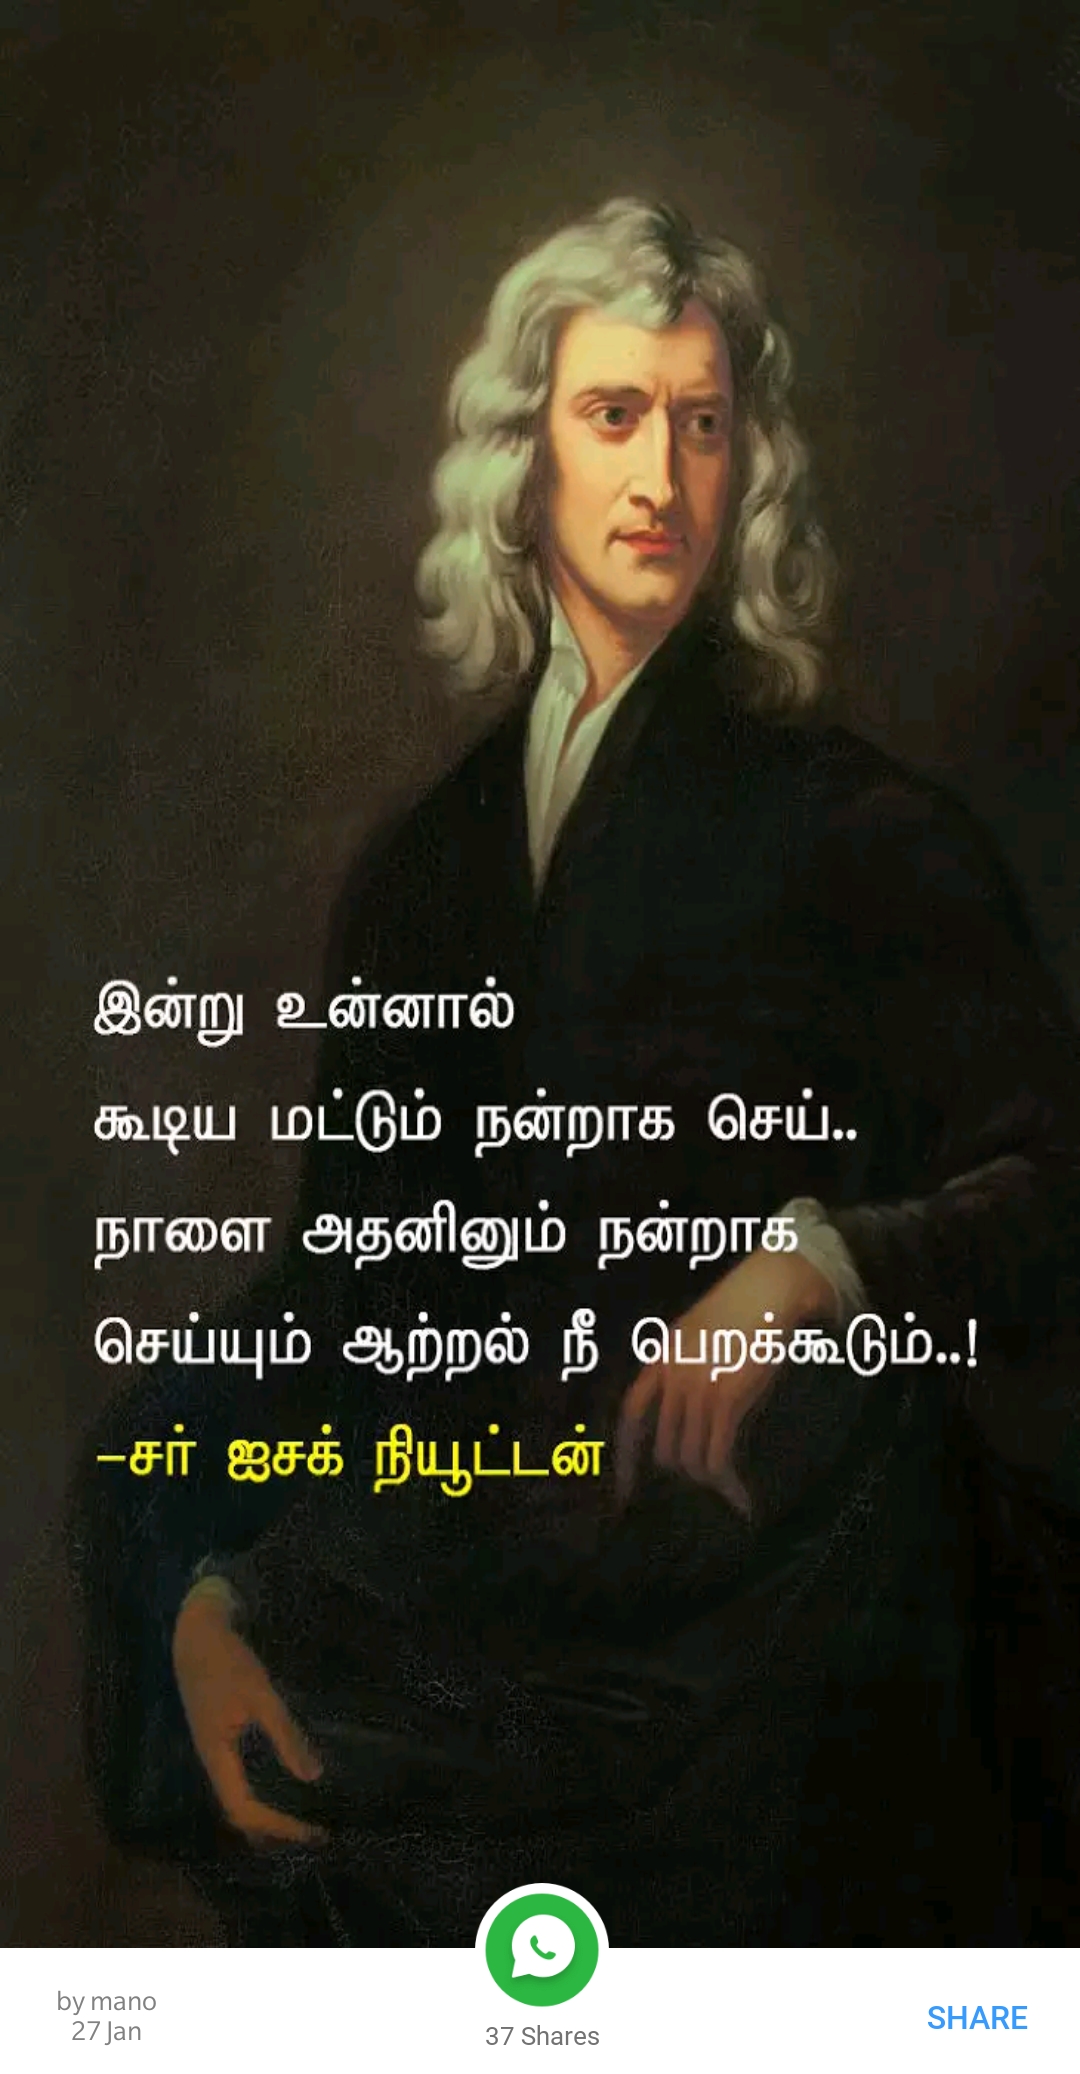 இன்று உன்னால்
கூடிய மட்டும் நன்றாக செய்..
நாளை அதனினும் நன்றாக
செய்யும் ஆற்றல் நீ பெறக்கூடும்..!
-சர் ஐசக் நியூட்டன்
by mano
27 Jan
37 Shares
SHARE